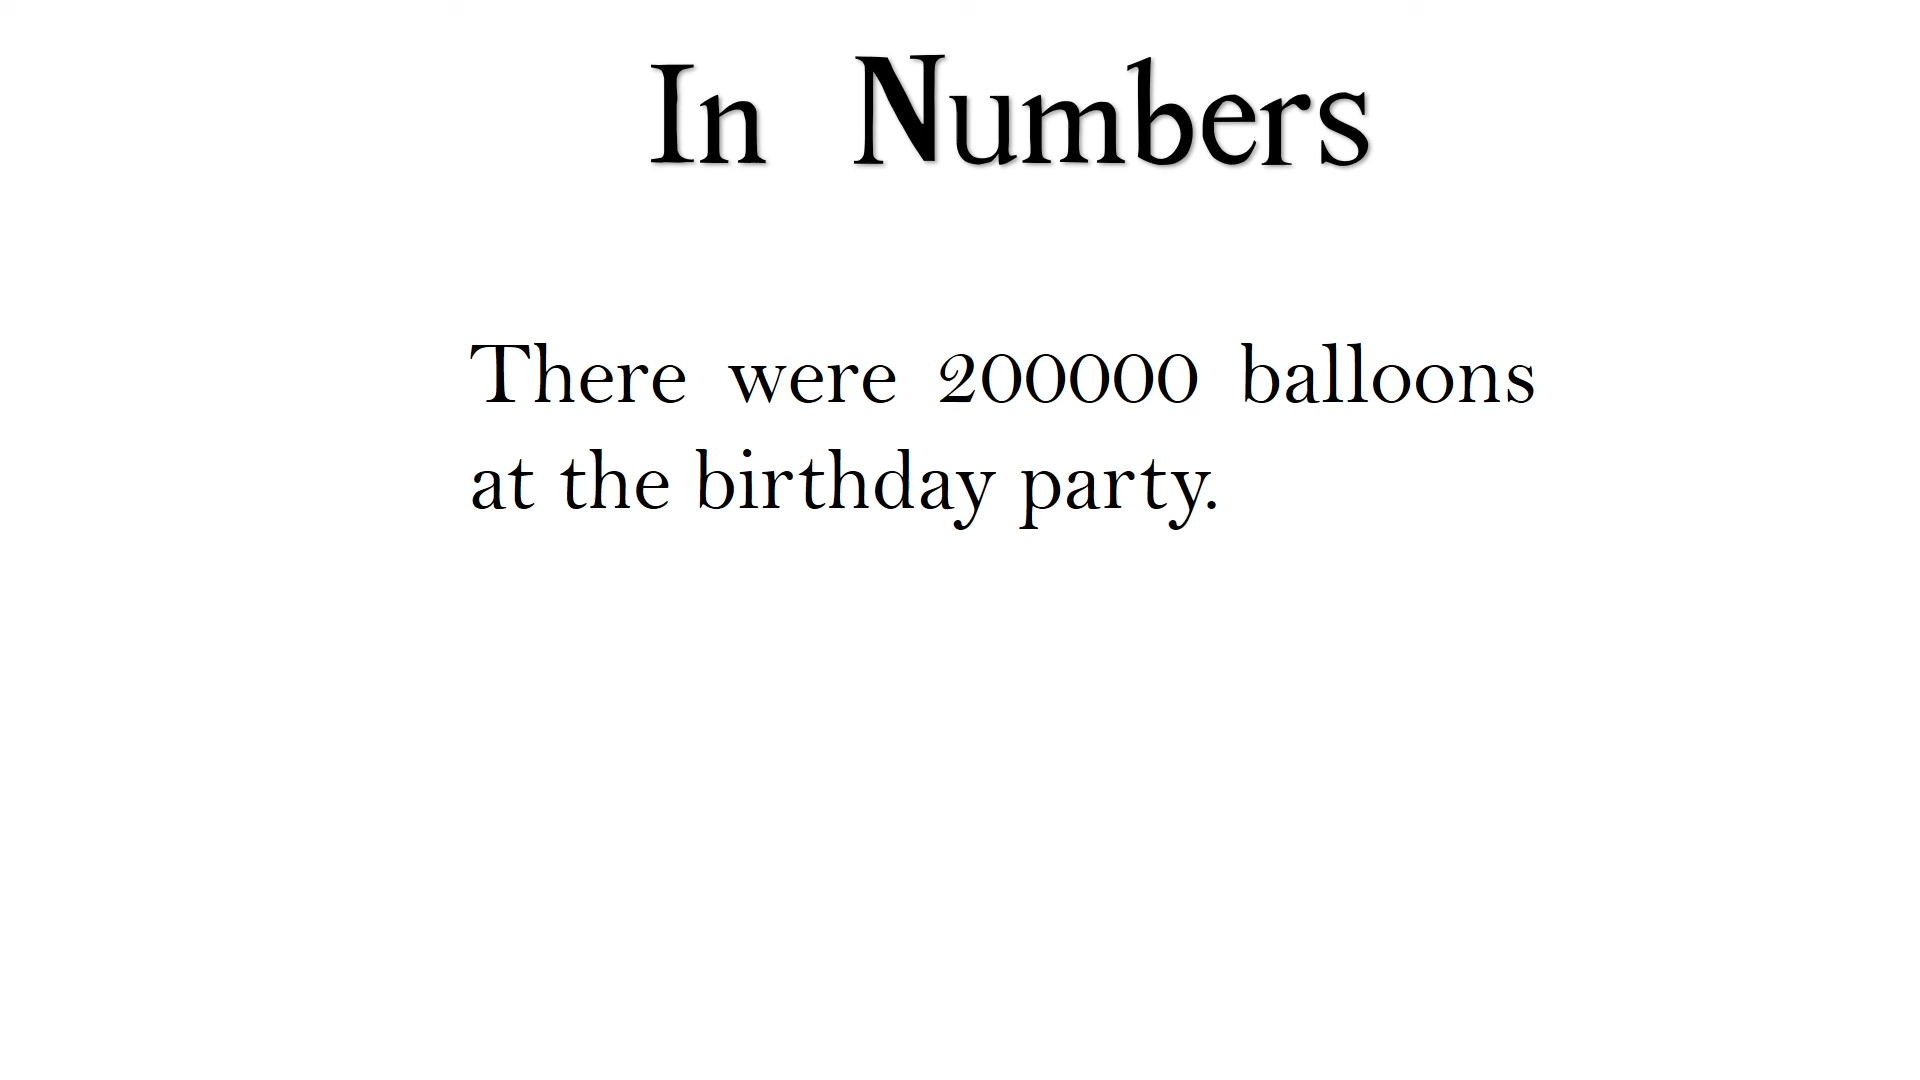 In Numbers
There were 200000 balloons
at the birthday party.